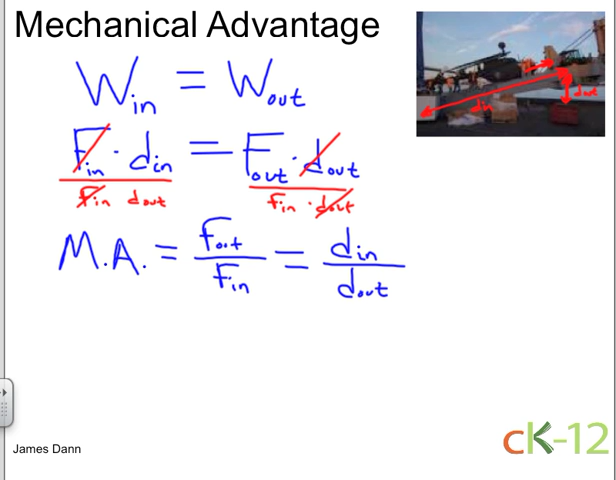 Mechanical Advantage
W_in = W_out
F_in · d_in = F_out · d_out
F_in d_out F_in · d_out
M.A. = F_out / F_in = d_in / d_out
d_in
d_out
James Dann
cK-12